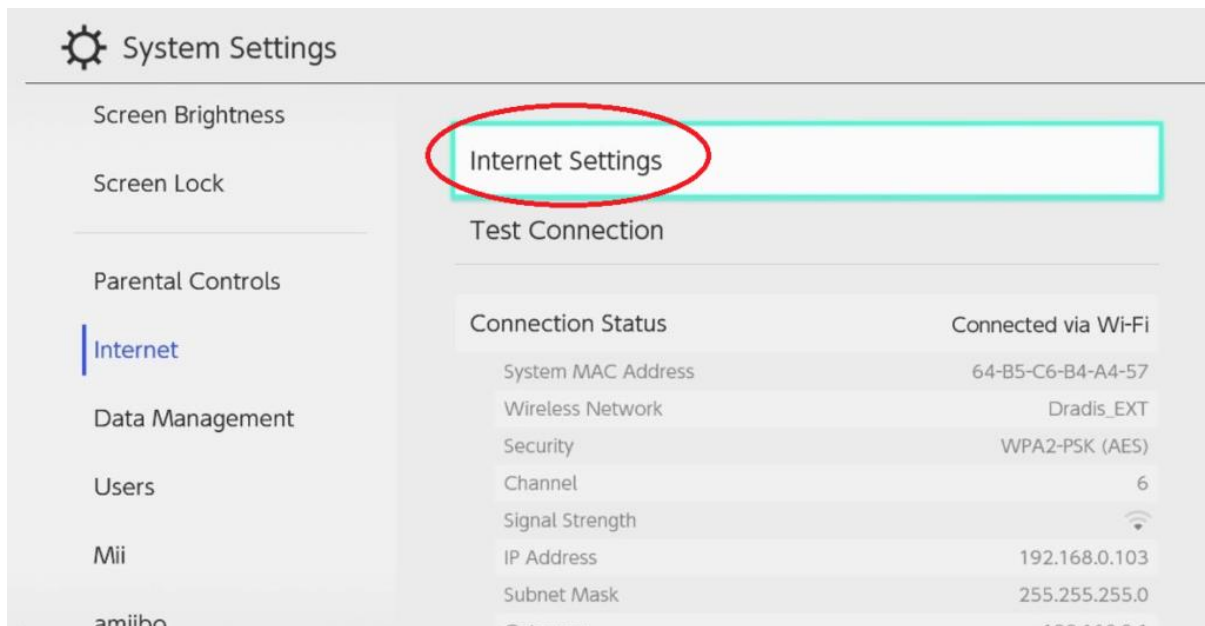 System Settings
Screen Brightness
Screen Lock
Parental Controls
Internet
Data Management
Users
Mii
amiibo
Internet Settings
Test Connection
Connection Status Connected via Wi-Fi
System MAC Address 64-B5-C6-B4-A4-57
Wireless Network Dradis_EXT
Security WPA2-PSK (AES)
Channel 6
Signal Strength
IP Address 192.168.0.103
Subnet Mask 255.255.255.0